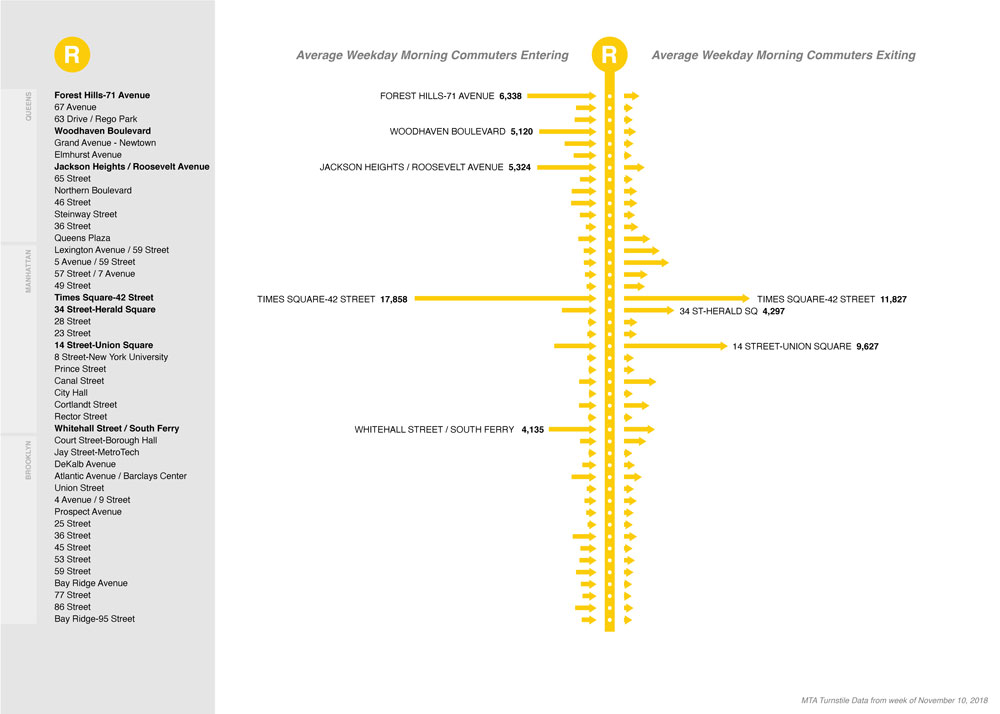 R
QUEENS
Forest Hills-71 Avenue
67 Avenue
63 Drive / Rego Park
Woodhaven Boulevard
Grand Avenue - Newtown
Elmhurst Avenue
Jackson Heights / Roosevelt Avenue
65 Street
Northern Boulevard
46 Street
Steinway Street
36 Street
Queens Plaza
MANHATTAN
Lexington Avenue / 59 Street
5 Avenue / 59 Street
57 Street / 7 Avenue
49 Street
Times Square-42 Street
34 Street-Herald Square
28 Street
23 Street
14 Street-Union Square
8 Street-New York University
Prince Street
Canal Street
City Hall
Cortlandt Street
Rector Street
Whitehall Street / South Ferry
BROOKLYN
Court Street-Borough Hall
Jay Street-MetroTech
DeKalb Avenue
Atlantic Avenue / Barclays Center
Union Street
4 Avenue / 9 Street
Prospect Avenue
25 Street
36 Street
45 Street
53 Street
59 Street
Bay Ridge Avenue
77 Street
86 Street
Bay Ridge-95 Street
Average Weekday Morning Commuters Entering
R
Average Weekday Morning Commuters Exiting
FOREST HILLS-71 AVENUE 6,338
WOODHAVEN BOULEVARD 5,120
JACKSON HEIGHTS / ROOSEVELT AVENUE 5,324
TIMES SQUARE-42 STREET 17,858
TIMES SQUARE-42 STREET 11,827
34 ST-HERALD SQ 4,297
14 STREET-UNION SQUARE 9,627
WHITEHALL STREET / SOUTH FERRY 4,135
MTA Turnstile Data from week of November 10, 2018